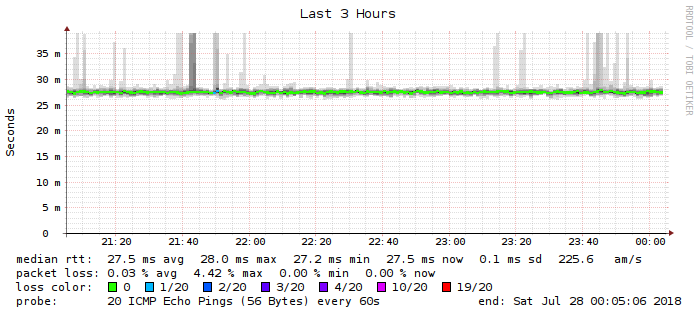 Last 3 Hours
RRDTOOL / TOBI OETIKER
Seconds
35 m
30 m
25 m
20 m
15 m
10 m
5 m
0
21:20 21:40 22:00 22:20 22:40 23:00 23:20 23:40 00:00
median rtt: 27.5 ms avg 28.0 ms max 27.2 ms min 27.5 ms now 0.1 ms sd 225.6 am/s
packet loss: 0.03 % avg 4.42 % max 0.00 % min 0.00 % now
loss color: 0 1/20 2/20 3/20 4/20 10/20 19/20
probe: 20 ICMP Echo Pings (56 Bytes) every 60s end: Sat Jul 28 00:05:06 2018